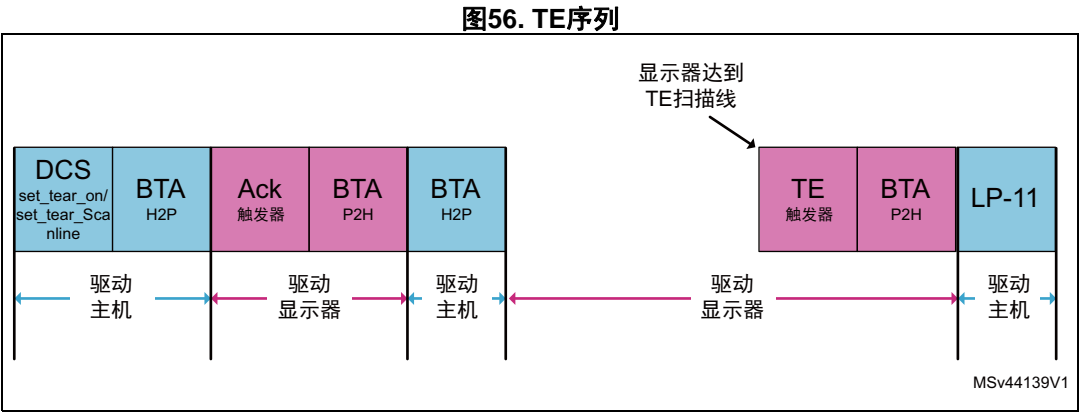 图56. TE序列
显示器达到
TE扫描线
DCS
set_tear_on/
set_tear_Sca
nline
BTA
H2P
Ack
触发器
BTA
P2H
BTA
H2P
TE
触发器
BTA
P2H
LP-11
驱动
主机
驱动
显示器
驱动
主机
驱动
显示器
驱动
主机
MSv44139V1